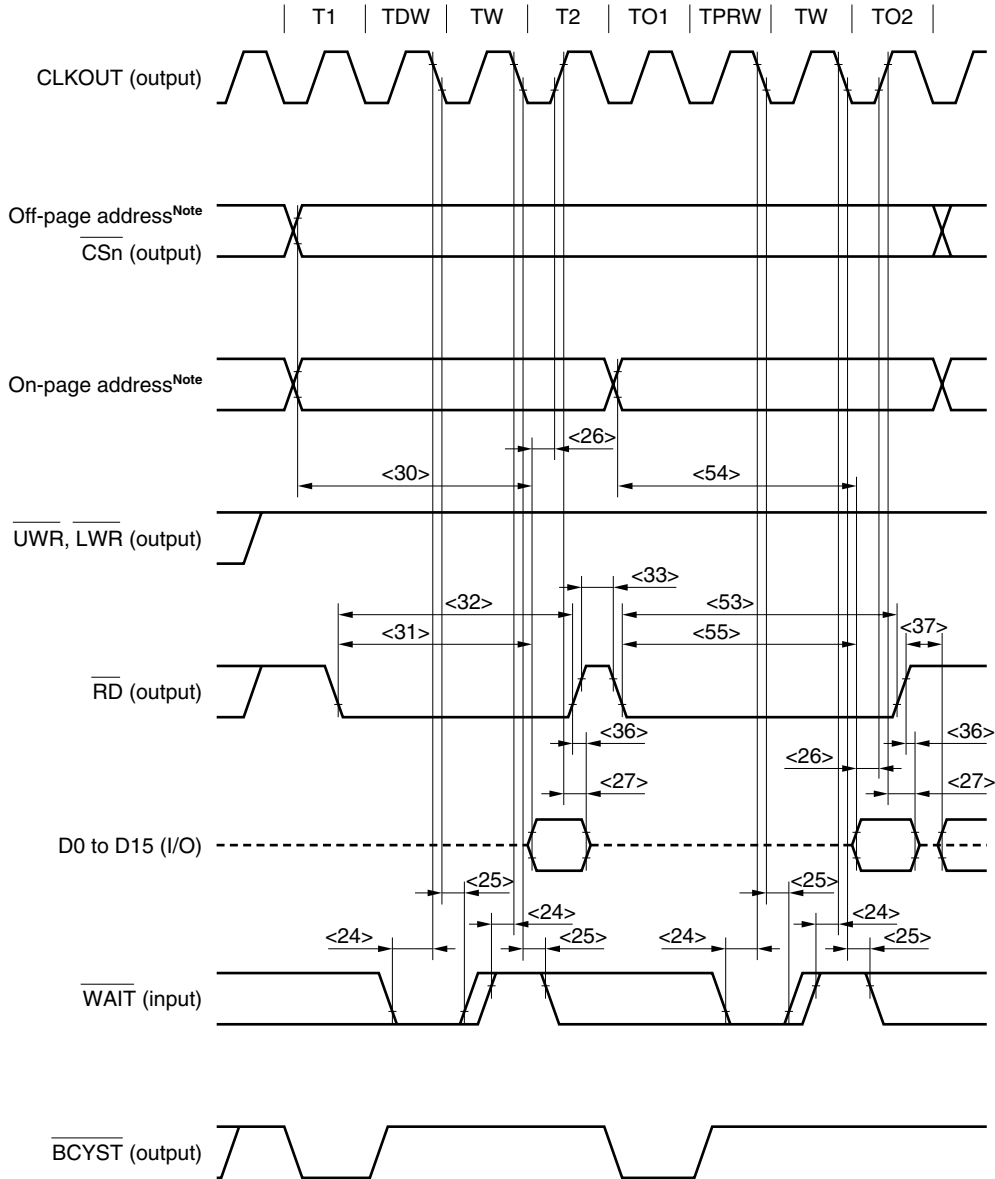 T1 TDW TW T2 TO1 TPRW TW TO2
CLKOUT (output)
Off-page addressNote
CSn (output)
On-page addressNote
<26>
<30> <54>
UWR, LWR (output)
<33>
<32> <53>
<37>
<31> <55>
RD (output)
<36> <36>
<26>
<27> <27>
D0 to D15 (I/O)
<25> <25>
<24> <24>
<24> <25> <24> <25>
WAIT (input)
BCYST (output)